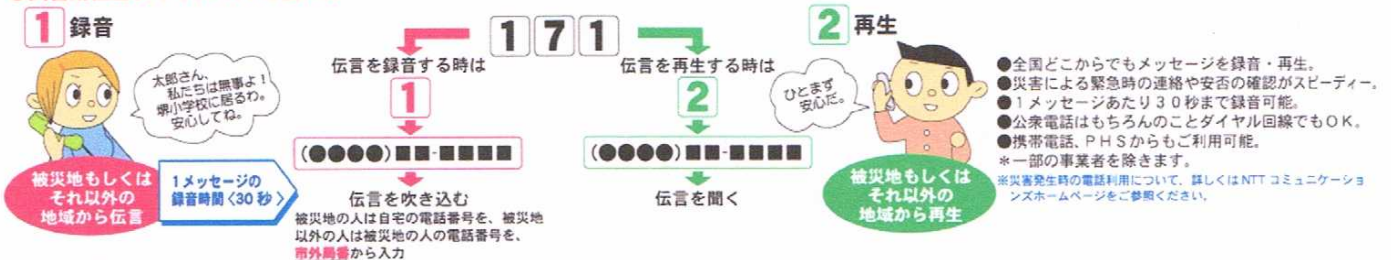 1 録音
太郎さん、
私たちは無事よ!
堺小学校に居るわ。
安心してね。
被災地もしくは
それ以外の
地域から伝言
1メッセージの
録音時間〈30秒〉
171
伝言を録音する時は
1
(●●●●)■■-■■■■
伝言を吹き込む
被災地の人は自宅の電話番号を、被災地
以外の人は被災地の人の電話番号を、
市外局番から入力
伝言を再生する時は
2
(●●●●)■■-■■■■
伝言を聞く
2 再生
ひとまず
安心だ。
被災地もしくは
それ以外の
地域から再生
●全国どこからでもメッセージを録音・再生。
●災害による緊急時の連絡や安否の確認がスピーディー。
●1メッセージあたり30秒まで録音可能。
●公衆電話はもちろんのことダイヤル回線でもOK。
●携帯電話、PHSからもご利用可能。
*一部の事業者を除きます。
※災害発生時の電話利用について、詳しくはNTTコミュニケーショ
ンズホームページをご参照ください。